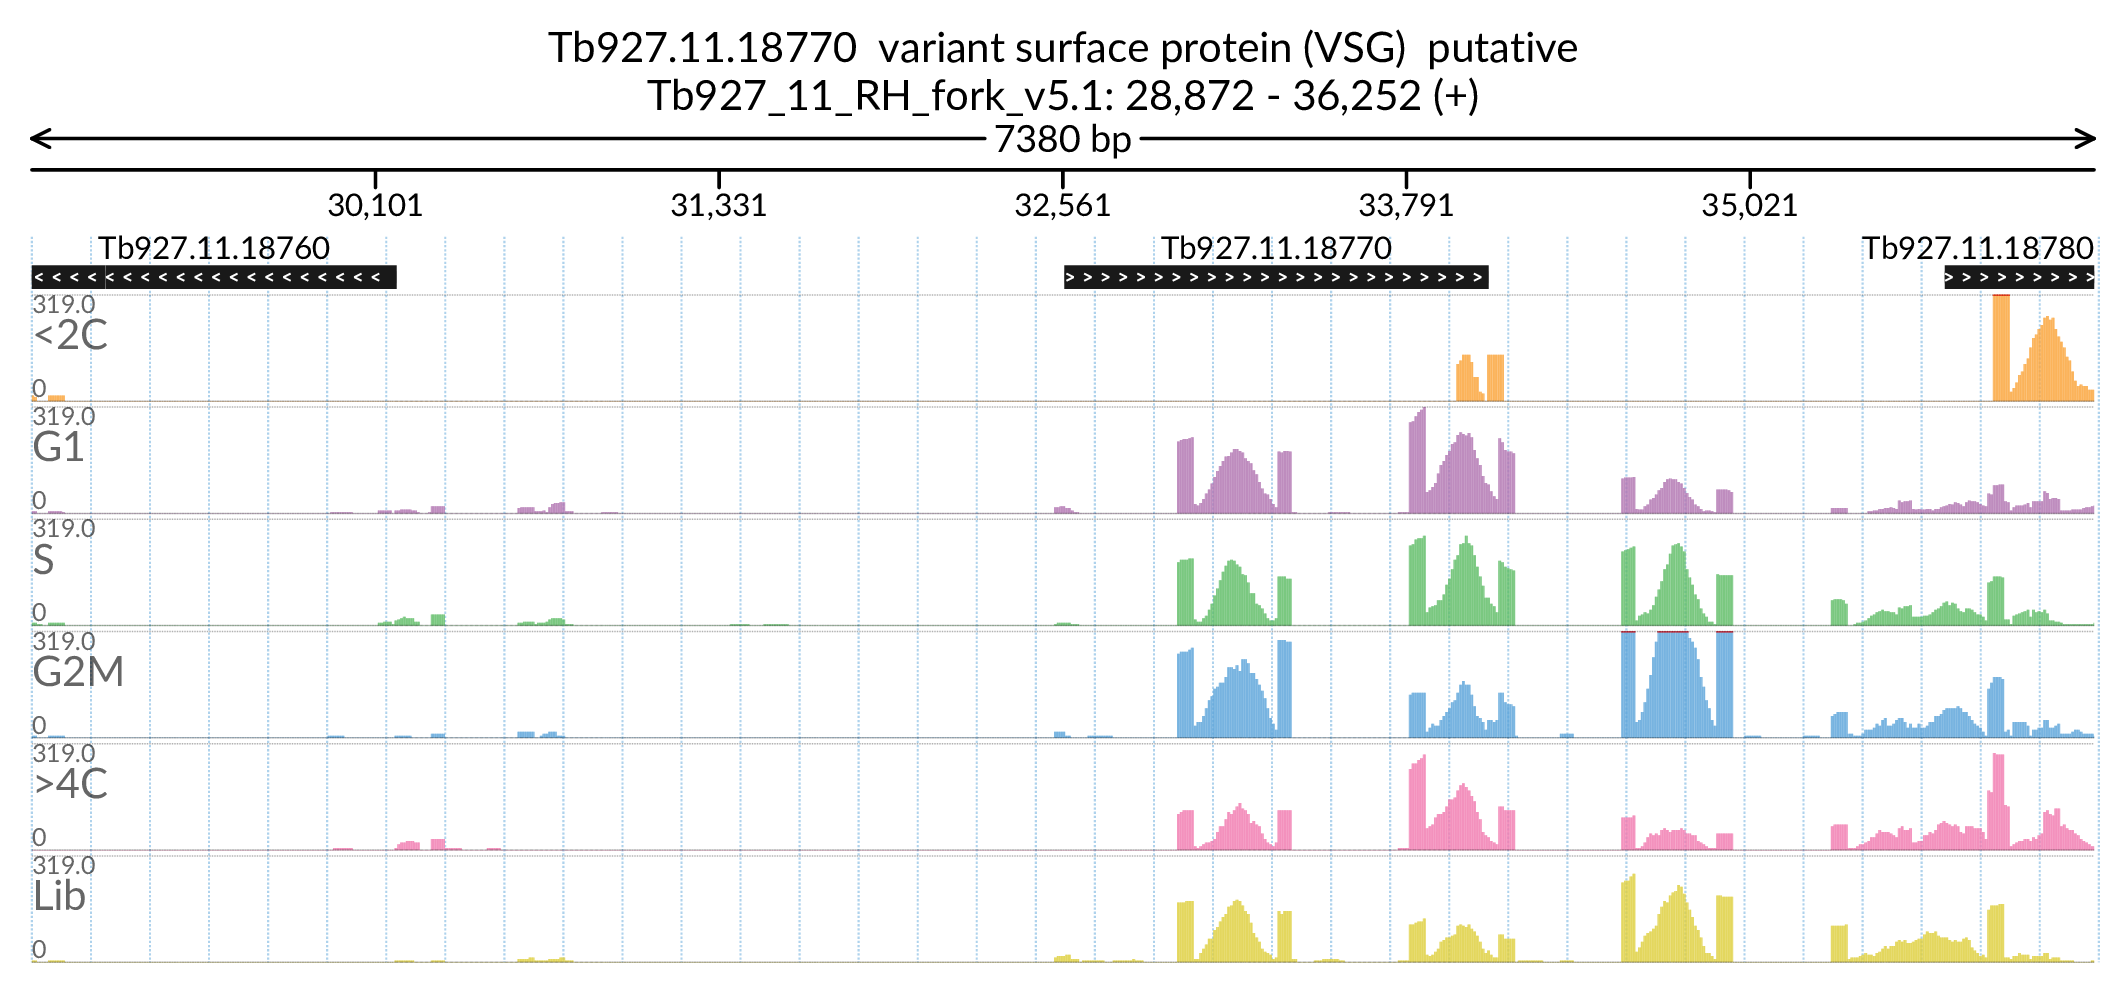 Tb927.11.18770  variant surface protein (VSG)  putative
Tb927_11_RH_fork_v5.1: 28,872 - 36,252 (+)
7380 bp
30,101 31,331 32,561 33,791 35,021
Tb927.11.18760 Tb927.11.18770 Tb927.11.18780
319.0
<2C
0
319.0
G1
0
319.0
S
0
319.0
G2M
0
319.0
>4C
0
319.0
Lib
0